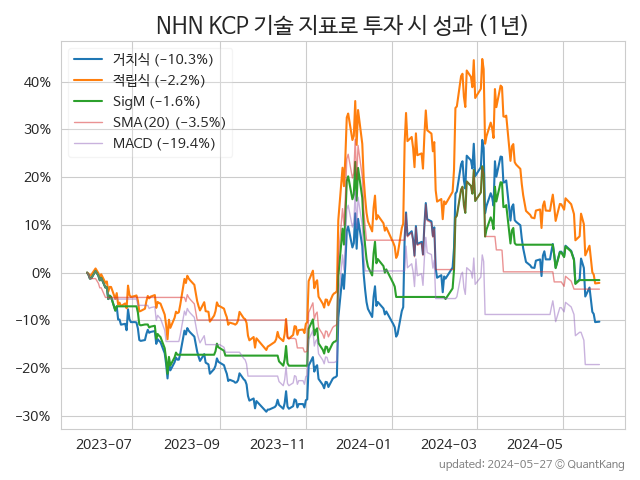 NHN KCP 기술 지표로 투자 시 성과 (1년)
거치식 (−10.3%)
적립식 (−2.2%)
SigM (−1.6%)
SMA(20) (−3.5%)
MACD (−19.4%)
40%
30%
20%
10%
0%
−10%
−20%
−30%
2023−07 2023−09 2023−11 2024−01 2024−03 2024−05
updated: 2024-05-27 © QuantKang